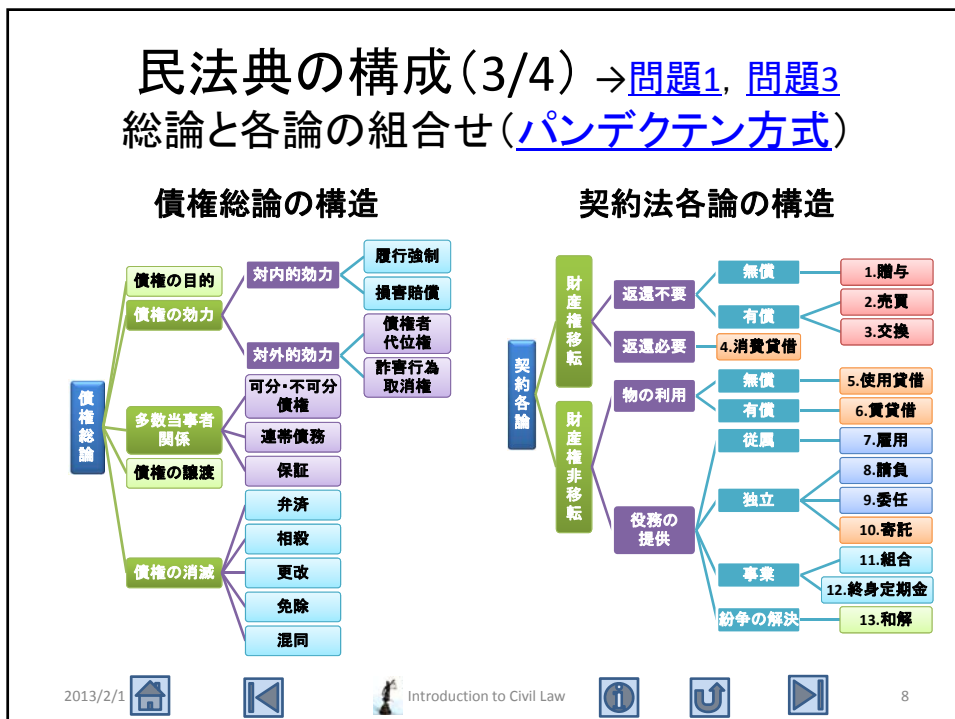 民法典の構成(3/4) →問題1, 問題3
総論と各論の組合せ(パンデクテン方式)
債権総論の構造
債権総論
債権の目的
債権の効力
対内的効力
履行強制
損害賠償
対外的効力
債権者
代位権
詐害行為
取消権
多数当事者
関係
可分・不可分
債権
連帯債務
保証
債権の譲渡
債権の消滅
弁済
相殺
更改
免除
混同
契約法各論の構造
契約各論
財産権移転
返還不要
無償
1.贈与
有償
2.売買
3.交換
返還必要
4.消費貸借
財産権非移転
物の利用
無償
5.使用貸借
有償
6.賃貸借
役務の
提供
従属
7.雇用
独立
8.請負
9.委任
10.寄託
事業
11.組合
12.終身定期金
紛争の解決
13.和解
2013/2/1
Introduction to Civil Law
8